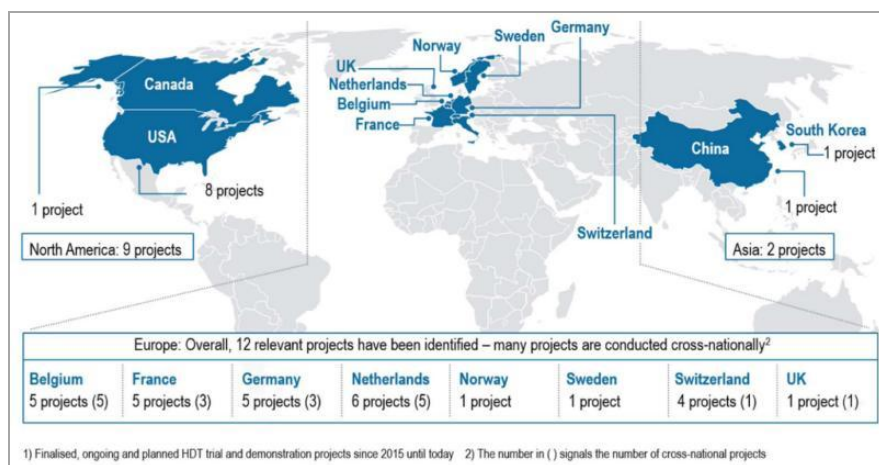 Germany
Sweden
Norway
UK
Canada
Netherlands
Belgium
USA
France
South Korea
China
1 project
8 projects
1 project
1 project
Switzerland
North America: 9 projects
Asia: 2 projects
Europe: Overall, 12 relevant projects have been identified – many projects are conducted cross-nationally2
Belgium France Germany Netherlands Norway Sweden Switzerland UK
5 projects (5) 5 projects (3) 5 projects (3) 6 projects (5) 1 project 1 project 4 projects (1) 1 project (1)
1) Finalised, ongoing and planned HDT trial and demonstration projects since 2015 until today 2) The number in ( ) signals the number of cross-national projects